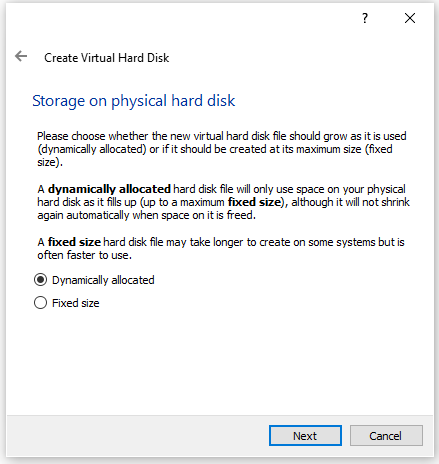 ?
Create Virtual Hard Disk
Storage on physical hard disk
Please choose whether the new virtual hard disk file should grow as it is used
(dynamically allocated) or if it should be created at its maximum size (fixed
size).
A dynamically allocated hard disk file will only use space on your physical
hard disk as it fills up (up to a maximum fixed size), although it will not shrink
again automatically when space on it is freed.
A fixed size hard disk file may take longer to create on some systems but is
often faster to use.
Dynamically allocated
Fixed size
Next Cancel